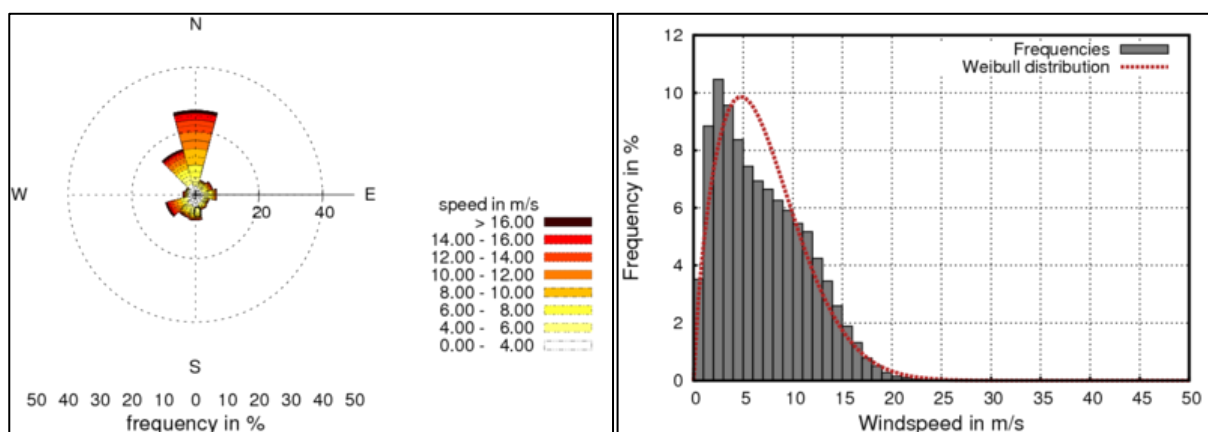 N
W
E
20
40
S
50 40 30 20 10 0 10 20 30 40 50
frequency in %
speed in m/s
> 16.00
14.00 - 16.00
12.00 - 14.00
10.00 - 12.00
8.00 - 10.00
6.00 - 8.00
4.00 - 6.00
0.00 - 4.00
12
10
8
6
4
2
0
Frequency in %
Frequencies
Weibull distribution
0 5 10 15 20 25 30 35 40 45 50
Windspeed in m/s